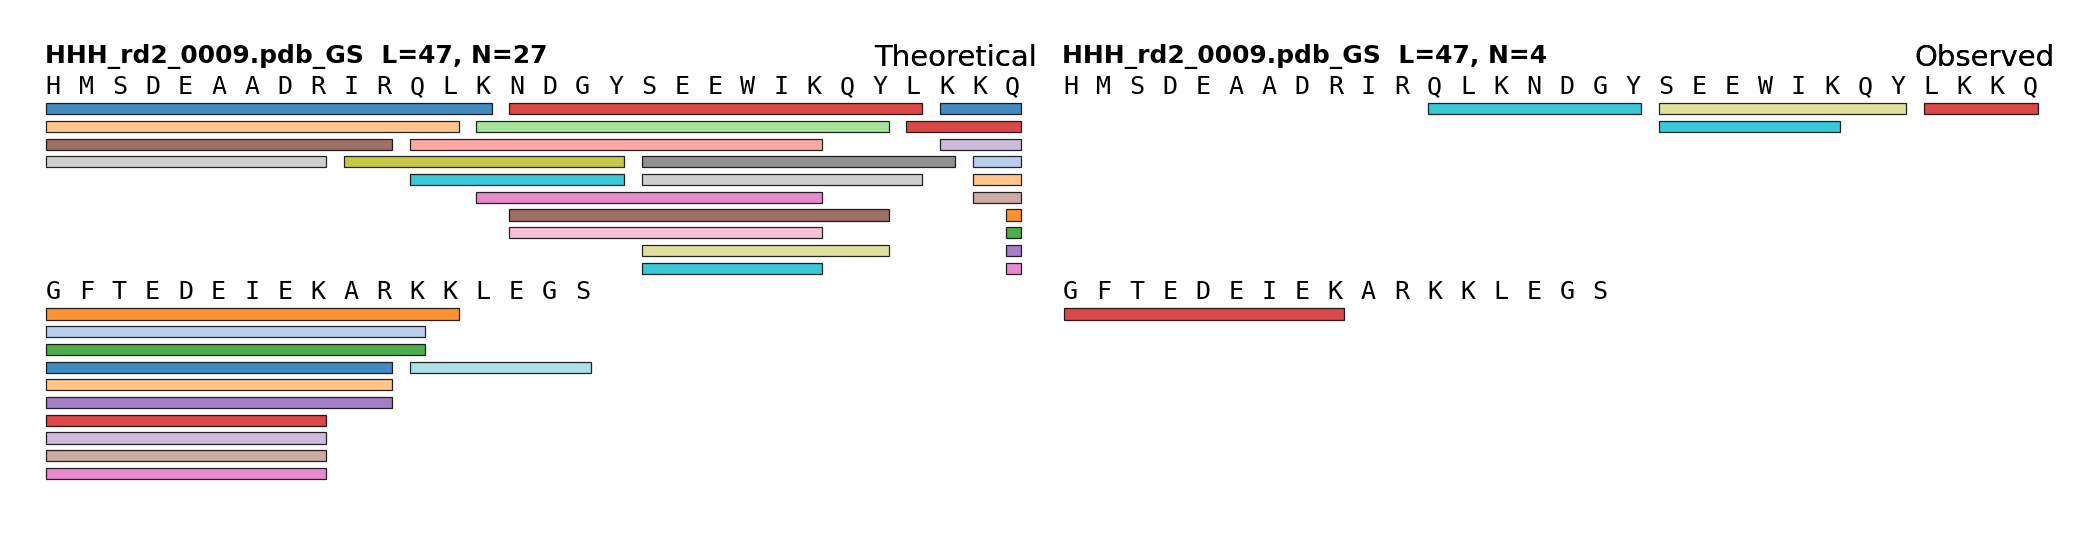 HHH_rd2_0009.pdb_GS L=47, N=27
Theoretical
H M S D E A A D R I R Q L K N D G Y S E E W I K Q Y L K K Q
G F T E D E I E K A R K K L E G S
HHH_rd2_0009.pdb_GS L=47, N=4
Observed
H M S D E A A D R I R Q L K N D G Y S E E W I K Q Y L K K Q
G F T E D E I E K A R K K L E G S